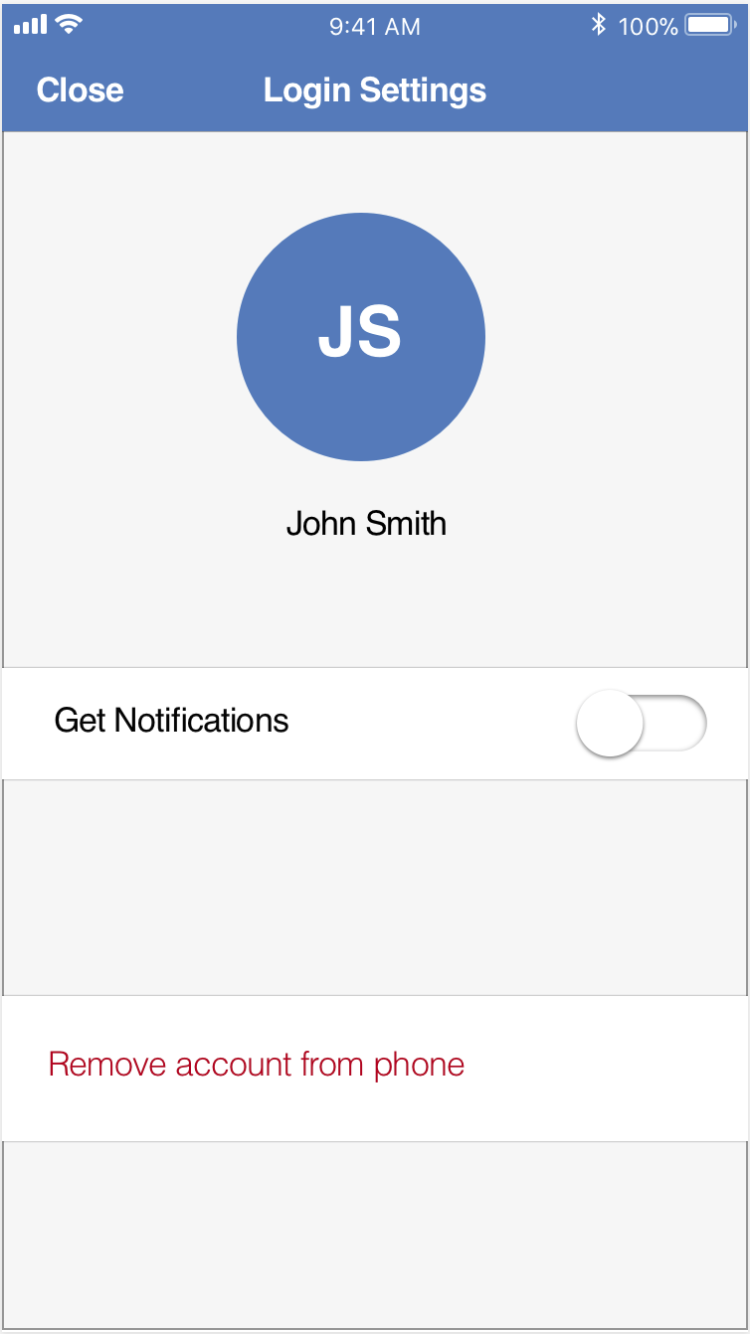 9:41 AM 100%
Close Login Settings
JS
John Smith
Get Notifications
Remove account from phone